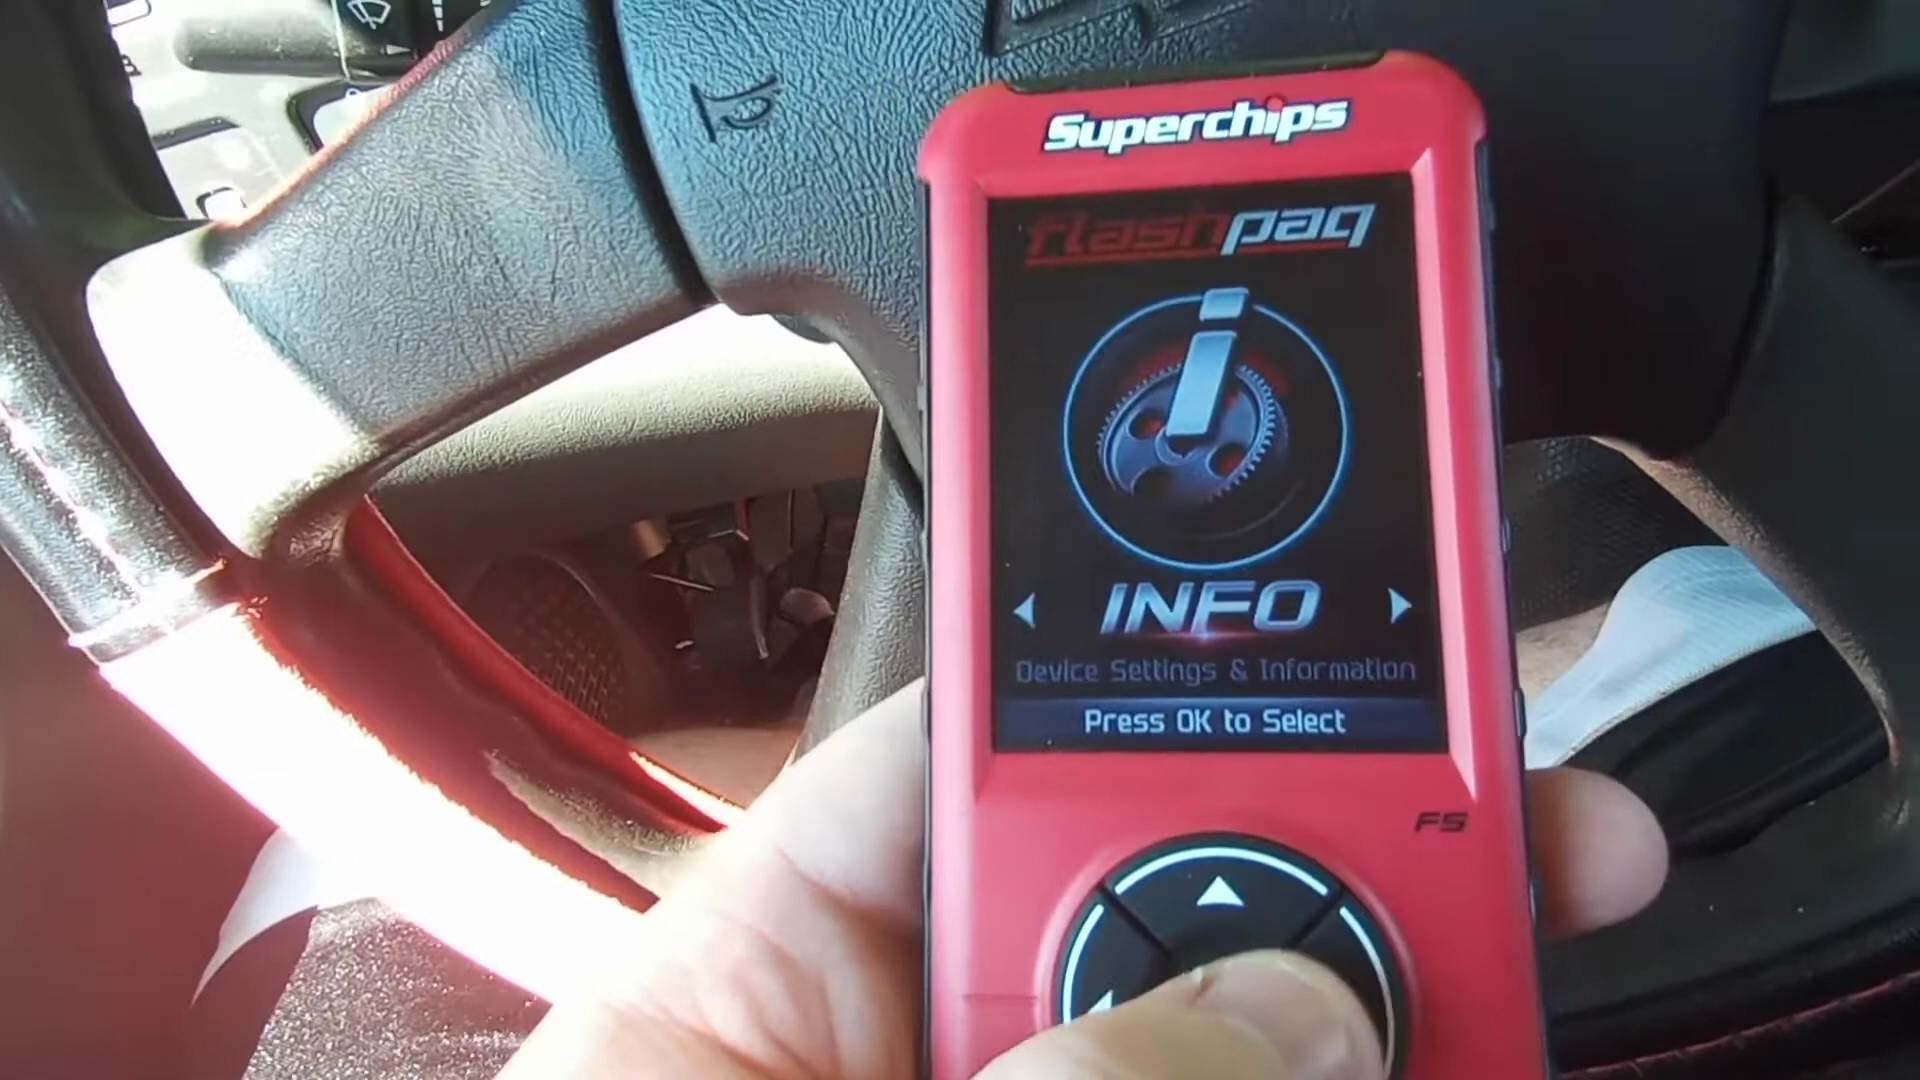 Superchips
flashpaq
i
INFO
Device Settings & Information
Press OK to Select
F5